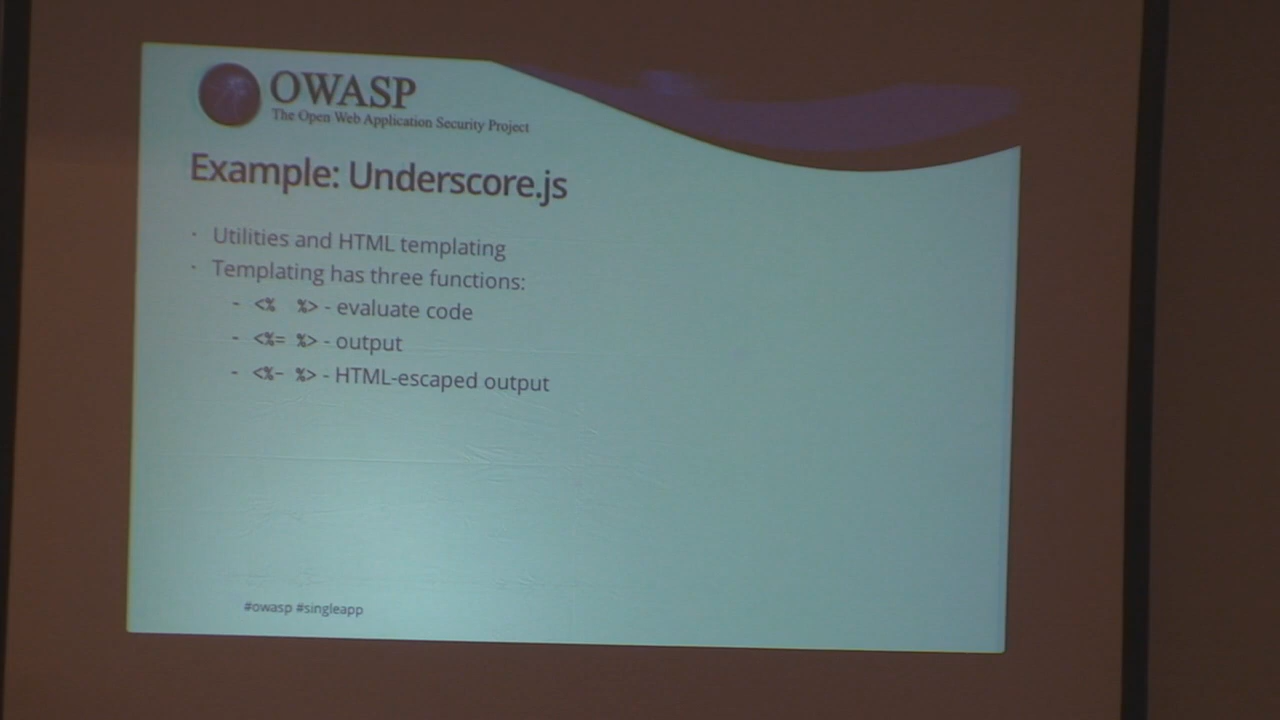 OWASP
The Open Web Application Security Project
Example: Underscore.js
· Utilities and HTML templating
· Templating has three functions:
- <% %> - evaluate code
- <%= %> - output
- <%- %> - HTML-escaped output
#owasp #singleapp